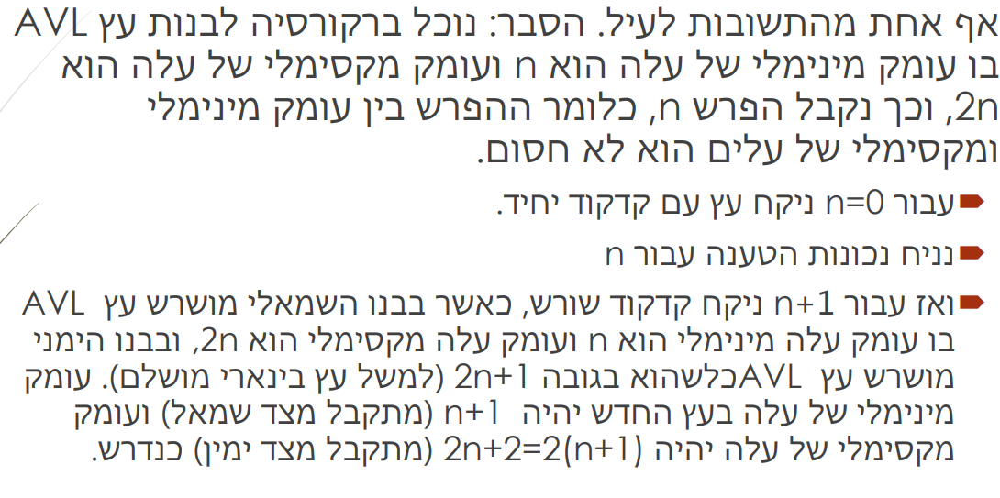 אף אחת מהתשובות לעיל. הסבר: נוכל ברקורסיה לבנות עץ AVL
בו עומק מינימלי של עלה הוא n ועומק מקסימלי של עלה הוא
2n, וכך נקבל הפרש n, כלומר ההפרש בין עומק מינימלי
ומקסימלי של עלים הוא לא חסום.
עבור n=0 ניקח עץ עם קדקוד יחיד.
נניח נכונות הטענה עבור n
ואז עבור n+1 ניקח קדקוד שורש, כאשר בבנו השמאלי מושרש עץ AVL
בו עומק עלה מינימלי הוא n ועומק עלה מקסימלי הוא 2n, ובבנו הימני
מושרש עץ AVLכלשהוא בגובה 2n+1 (למשל עץ בינארי מושלם). עומק
מינימלי של עלה בעץ החדש יהיה n+1 (מתקבל מצד שמאל) ועומק
מקסימלי של עלה יהיה 2n+2=2(n+1) (מתקבל מצד ימין) כנדרש.